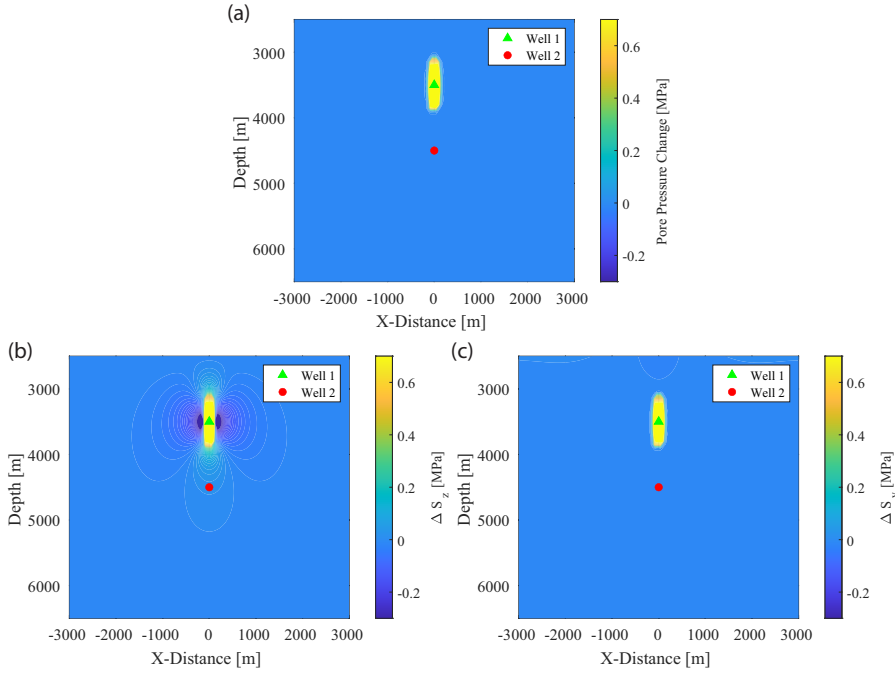 (a)
3000
4000
5000
6000
Depth [m]
-3000
-2000
-1000
0
1000
2000
3000
X-Distance [m]
Well 1
Well 2
0.6
0.4
0.2
0
-0.2
Pore Pressure Change [MPa]
(b)
3000
4000
5000
6000
Depth [m]
-3000
-2000
-1000
0
1000
2000
3000
X-Distance [m]
Well 1
Well 2
0.6
0.4
0.2
0
-0.2
Δ S_z [MPa]
(c)
3000
4000
5000
6000
Depth [m]
-3000
-2000
-1000
0
1000
2000
3000
X-Distance [m]
Well 1
Well 2
0.6
0.4
0.2
0
-0.2
Δ S [MPa]